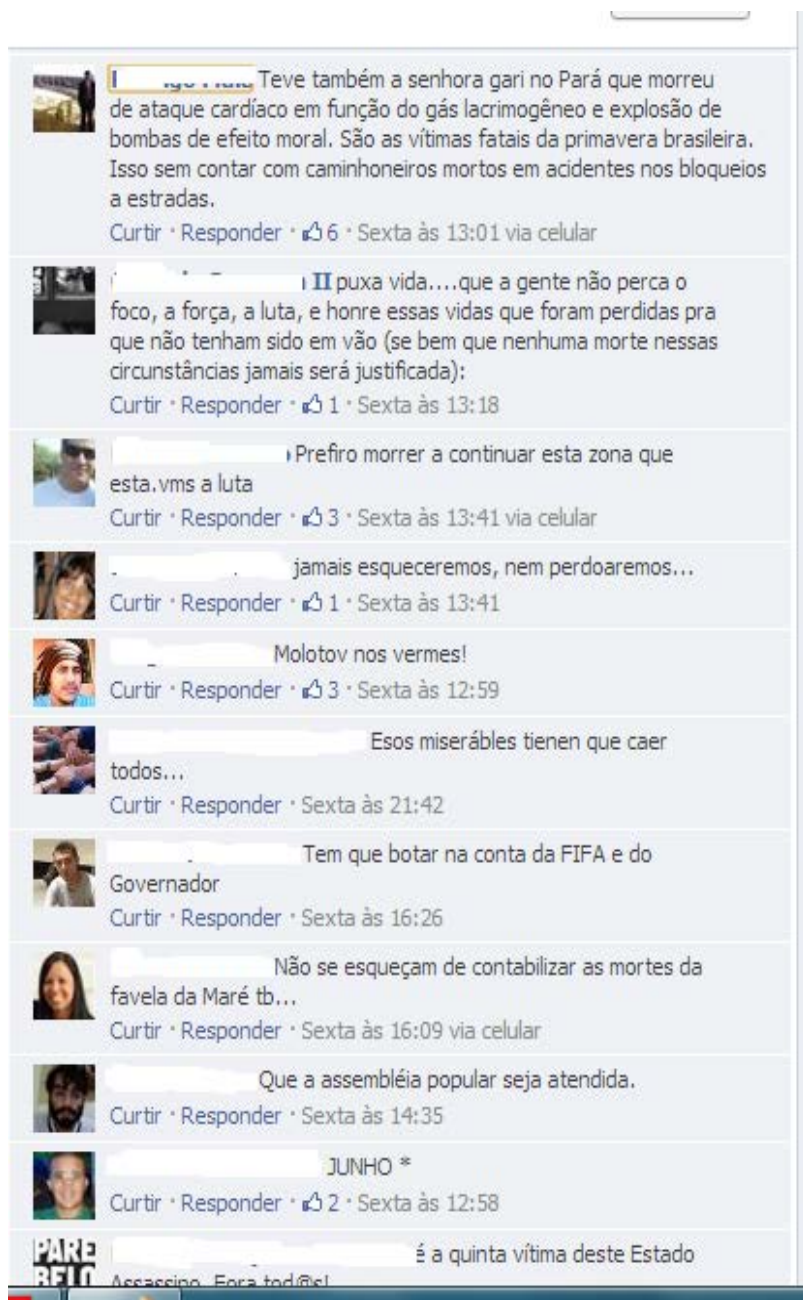 Teve também a senhora gari no Pará que morreu
de ataque cardíaco em função do gás lacrimogêneo e explosão de
bombas de efeito moral. São as vítimas fatais da primavera brasileira.
Isso sem contar com caminhoneiros mortos em acidentes nos bloqueios
a estradas.
Curtir · Responder · 6 · Sexta às 13:01 via celular
II puxa vida....que a gente não perca o
foco, a força, a luta, e honre essas vidas que foram perdidas pra
que não tenham sido em vão (se bem que nenhuma morte nessas
circunstâncias jamais será justificada):
Curtir · Responder · 1 · Sexta às 13:18
Prefiro morrer a continuar esta zona que
esta.vms a luta
Curtir · Responder · 3 · Sexta às 13:41 via celular
jamais esqueceremos, nem perdoaremos...
Curtir · Responder · 1 · Sexta às 13:41
Molotov nos vermes!
Curtir · Responder · 3 · Sexta às 12:59
Esos miserábles tienen que caer
todos...
Curtir · Responder · Sexta às 21:42
Tem que botar na conta da FIFA e do
Governador
Curtir · Responder · Sexta às 16:26
Não se esqueçam de contabilizar as mortes da
favela da Maré tb...
Curtir · Responder · Sexta às 16:09 via celular
Que a assembléia popular seja atendida.
Curtir · Responder · Sexta às 14:35
JUNHO *
Curtir · Responder · 2 · Sexta às 12:58
PARE
BELO
é a quinta vítima deste Estado
Assassino. Fora tod@s!